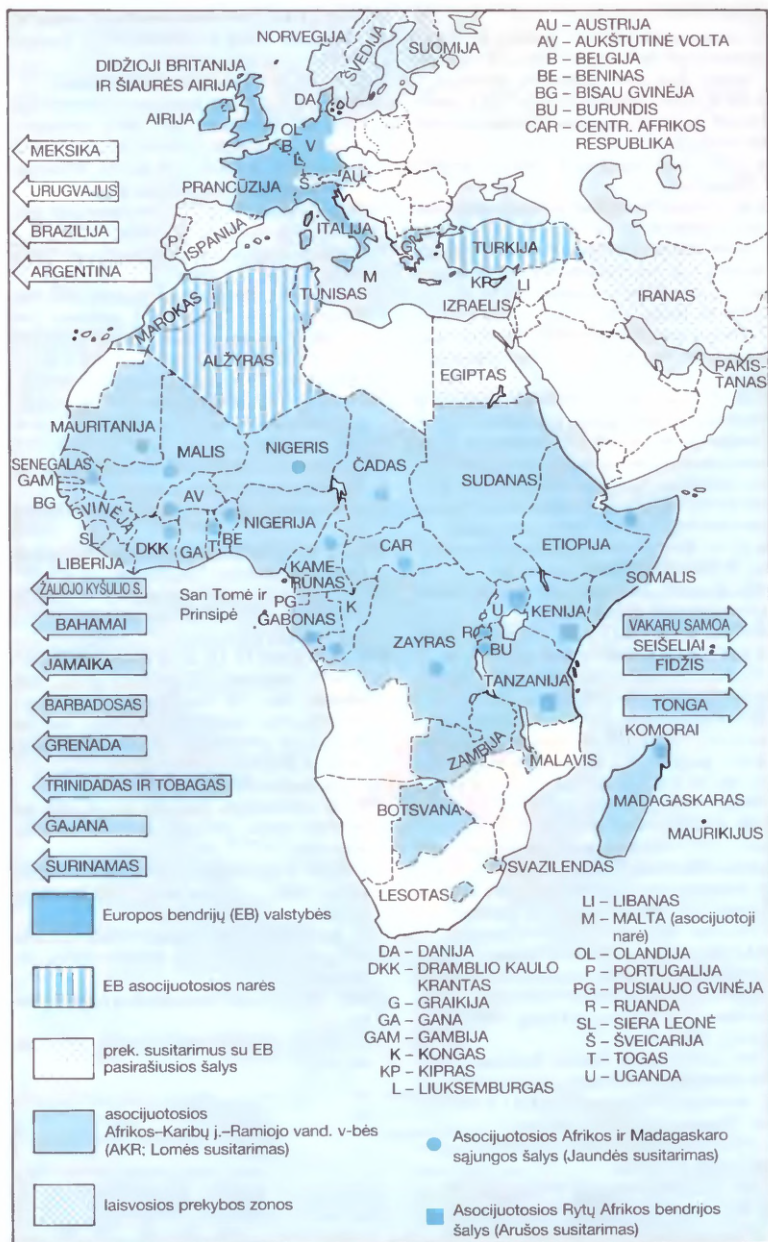 NORVEGIJA
ŠVEDIJA
SUOMIJA
DIDŽIOJI BRITANIJA
IR ŠIAURĖS AIRIJA
AIRIJA
DA
OL
B
V
L
Š
AU
PRANCŪZIJA
ITALIJA
P
ISPANIJA
G
TURKIJA
M
KP
LI
IZRAELIS
IRANAS
PAKIS-
TANAS
AU – AUSTRIJA
AV – AUKŠTUTINĖ VOLTA
B – BELGIJA
BE – BENINAS
BG – BISAU GVINĖJA
BU – BURUNDIS
CAR – CENTR. AFRIKOS
RESPUBLIKA
MEKSIKA
URUGVAJUS
BRAZILIJA
ARGENTINA
MAROKAS
TUNISAS
ALŽYRAS
EGIPTAS
MAURITANIJA
MALIS
NIGERIS
ČADAS
SUDANAS
SENEGALAS
GAM
BG
GVINĖJA
AV
SL
LIBERIJA
DKK
GA
T
BE
NIGERIJA
CAR
ETIOPIJA
SOMALIS
KAME-
RŪNAS
San Tomė ir
Prinsipė
PG
GABONAS
K
ZAYRAS
U
KENIJA
R
BU
TANZANIJA
ZAMBIJA
MALAVIS
BOTSVANA
SVAZILENDAS
LESOTAS
KOMORAI
MADAGASKARAS
MAURIKIJUS
ŽALIOJO KYŠULIO S.
BAHAMAI
JAMAIKA
BARBADOSAS
GRENADA
TRINIDADAS IR TOBAGAS
GAJANA
SURINAMAS
VAKARŲ SAMOA
SEIŠELIAI
FIDŽIS
TONGA
Europos bendrijų (EB) valstybės
EB asocijuotosios narės
prek. susitarimus su EB
pasirašiusios šalys
asocijuotosios
Afrikos–Karibų j.–Ramiojo vand. v-bės
(AKR; Lomės susitarimas)
laisvosios prekybos zonos
DA – DANIJA
DKK – DRAMBLIO KAULO
KRANTAS
G – GRAIKIJA
GA – GANA
GAM – GAMBIJA
K – KONGAS
KP – KIPRAS
L – LIUKSEMBURGAS
LI – LIBANAS
M – MALTA (asocijuotoji
narė)
OL – OLANDIJA
P – PORTUGALIJA
PG – PUSIAUJO GVINĖJA
R – RUANDA
SL – SIERA LEONĖ
Š – ŠVEICARIJA
T – TOGAS
U – UGANDA
Asocijuotosios Afrikos ir Madagaskaro
sąjungos šalys (Jaundės susitarimas)
Asocijuotosios Rytų Afrikos bendrijos
šalys (Arušos susitarimas)